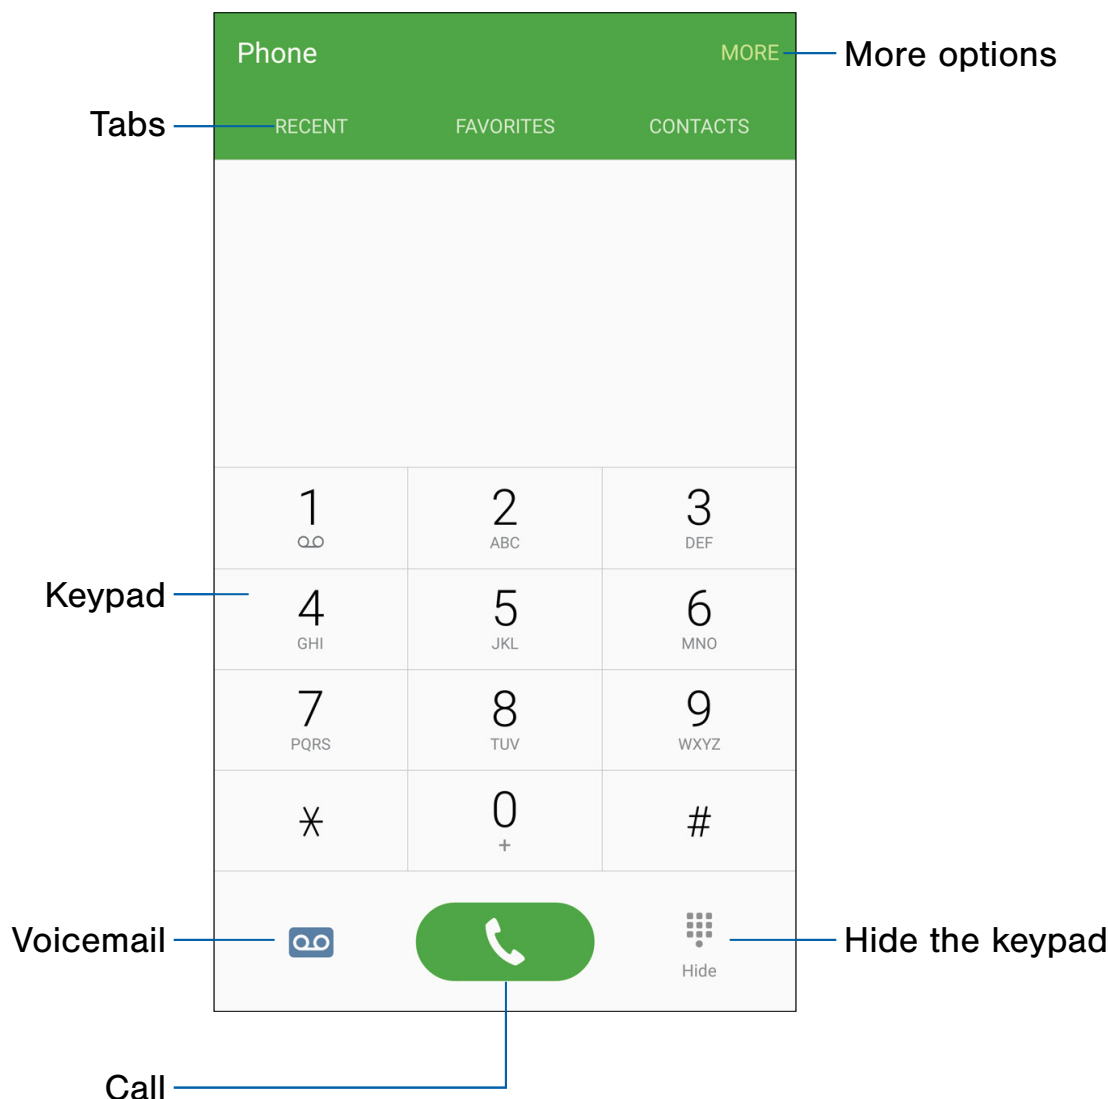 Phone
MORE
More options
Tabs
RECENT
FAVORITES
CONTACTS
1
2
3
ABC
DEF
Keypad
4
5
6
GHI
JKL
MNO
7
8
9
PQRS
TUV
WXYZ
*
0
#
+
Voicemail
Hide the keypad
Hide
Call